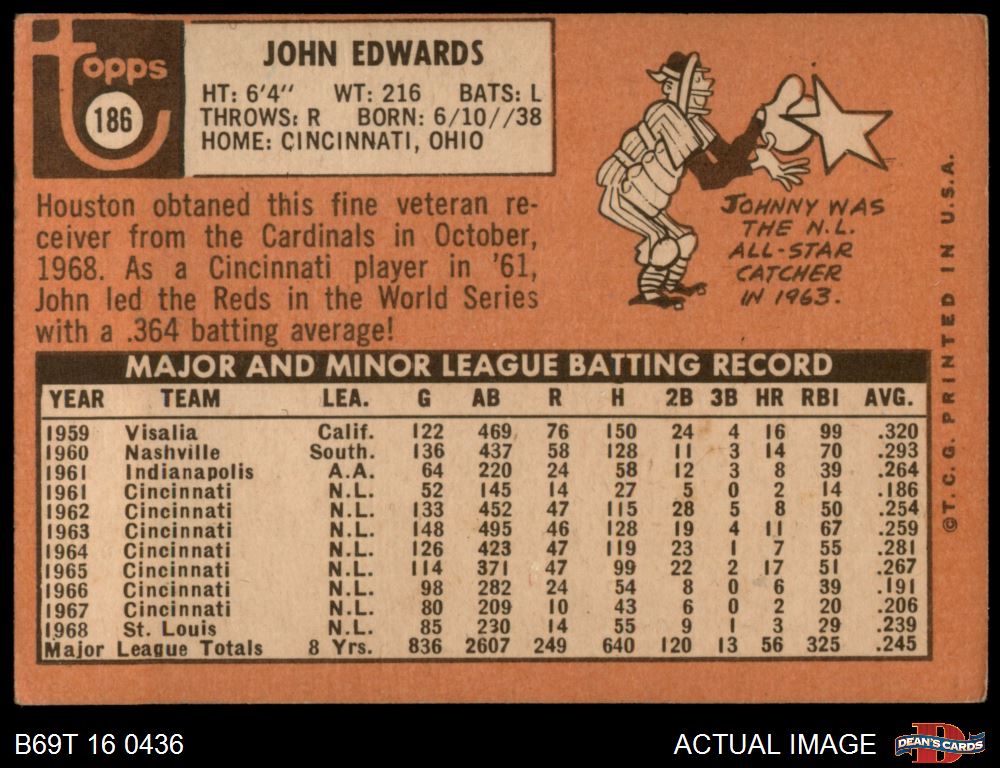 topps
186
JOHN EDWARDS
HT: 6'4" WT: 216 BATS: L
THROWS: R BORN: 6/10//38
HOME: CINCINNATI, OHIO
Houston obtaned this fine veteran re-
ceiver from the Cardinals in October,
1968. As a Cincinnati player in '61,
John led the Reds in the World Series
with a .364 batting average!
JOHNNY WAS
THE N.L.
ALL-STAR
CATCHER
IN 1963.
MAJOR AND MINOR LEAGUE BATTING RECORD
YEAR TEAM LEA. G AB R H 2B 3B HR RBI AVG.
1959 Visalia Calif. 122 469 76 150 24 4 16 99 .320
1960 Nashville South. 136 437 58 128 11 3 14 70 .293
1961 Indianapolis A.A. 64 220 24 58 12 3 8 39 .264
1961 Cincinnati N.L. 52 145 14 27 5 0 2 14 .186
1962 Cincinnati N.L. 133 452 47 115 28 5 8 50 .254
1963 Cincinnati N.L. 148 495 46 128 19 4 11 67 .259
1964 Cincinnati N.L. 126 423 47 119 23 1 7 55 .281
1965 Cincinnati N.L. 114 371 47 99 22 2 17 51 .267
1966 Cincinnati N.L. 98 282 24 54 8 0 6 39 .191
1967 Cincinnati N.L. 80 209 10 43 6 0 2 20 .206
1968 St. Louis N.L. 85 230 14 55 9 1 3 29 .239
Major League Totals 8 Yrs. 836 2607 249 640 120 13 56 325 .245
©T.C.G. PRINTED IN U.S.A.
B69T 16 0436
ACTUAL IMAGE
D
DEAN'S CARDS